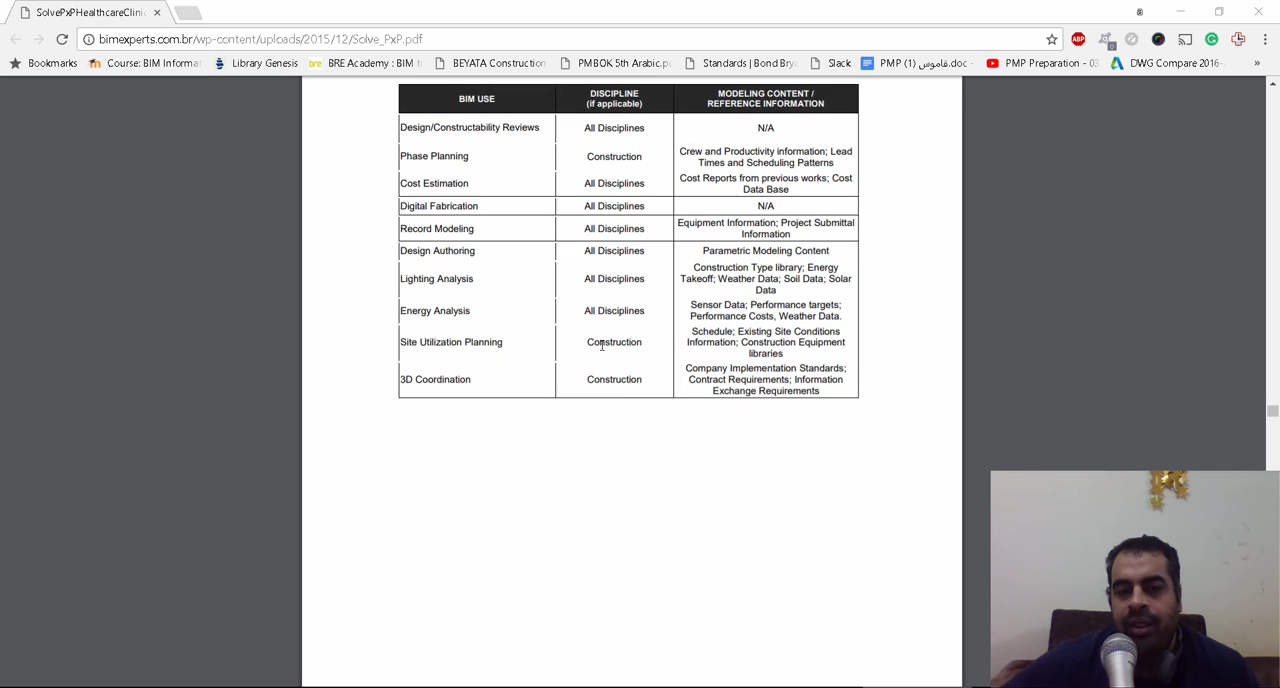 SolvePxPHealthcareClini
bimexperts.com.br/wp-content/uploads/2015/12/Solve_PxP.pdf
ABP
0
Bookmarks
Course: BIM Informat
Library Genesis
bre
BRE Academy : BIM -
BEYATA Construction
PMBOK 5th Arabic.p
Standards | Bond Brya
Slack
PMP (1) قاموس.doc
PMP Preparation - 03
DWG Compare 2016-
»
BIM USE
DISCIPLINE
(if applicable)
MODELING CONTENT /
REFERENCE INFORMATION
Design/Constructability Reviews
All Disciplines
N/A
Phase Planning
Construction
Crew and Productivity information; Lead
Times and Scheduling Patterns
Cost Estimation
All Disciplines
Cost Reports from previous works; Cost
Data Base
Digital Fabrication
All Disciplines
N/A
Record Modeling
All Disciplines
Equipment Information; Project Submittal
Information
Design Authoring
All Disciplines
Parametric Modeling Content
Lighting Analysis
All Disciplines
Construction Type library; Energy
Takeoff; Weather Data; Soil Data; Solar
Data
Energy Analysis
All Disciplines
Sensor Data; Performance targets;
Performance Costs, Weather Data.
Site Utilization Planning
Construction
Schedule; Existing Site Conditions
Information; Construction Equipment
libraries
3D Coordination
Construction
Company Implementation Standards;
Contract Requirements; Information
Exchange Requirements